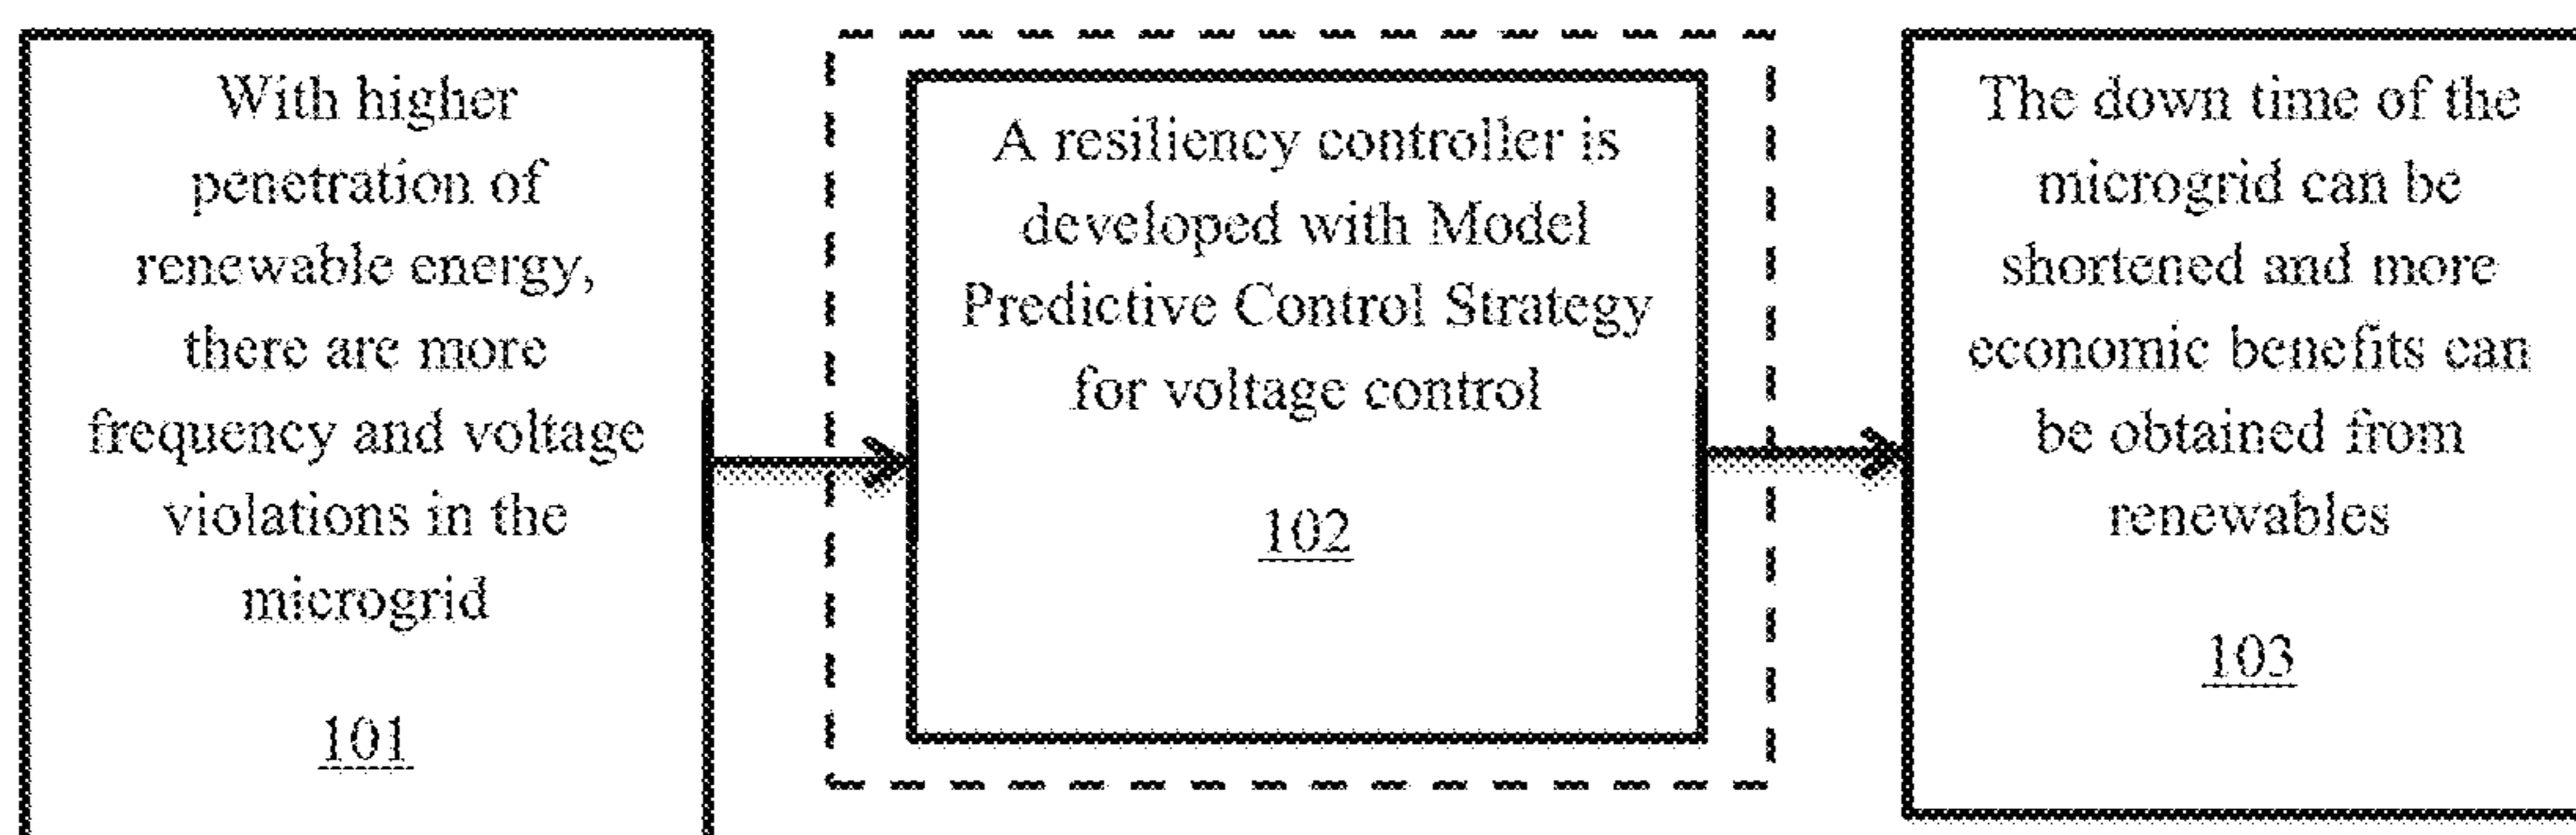 With higher
penetration of
renewable energy,
there are more
frequency and voltage
violations in the
microgrid
101
A resiliency controller is
developed with Model
Predictive Control Strategy
for voltage control
102
The down time of the
microgrid can be
shortened and more
economic benefits can
be obtained from
renewables
103